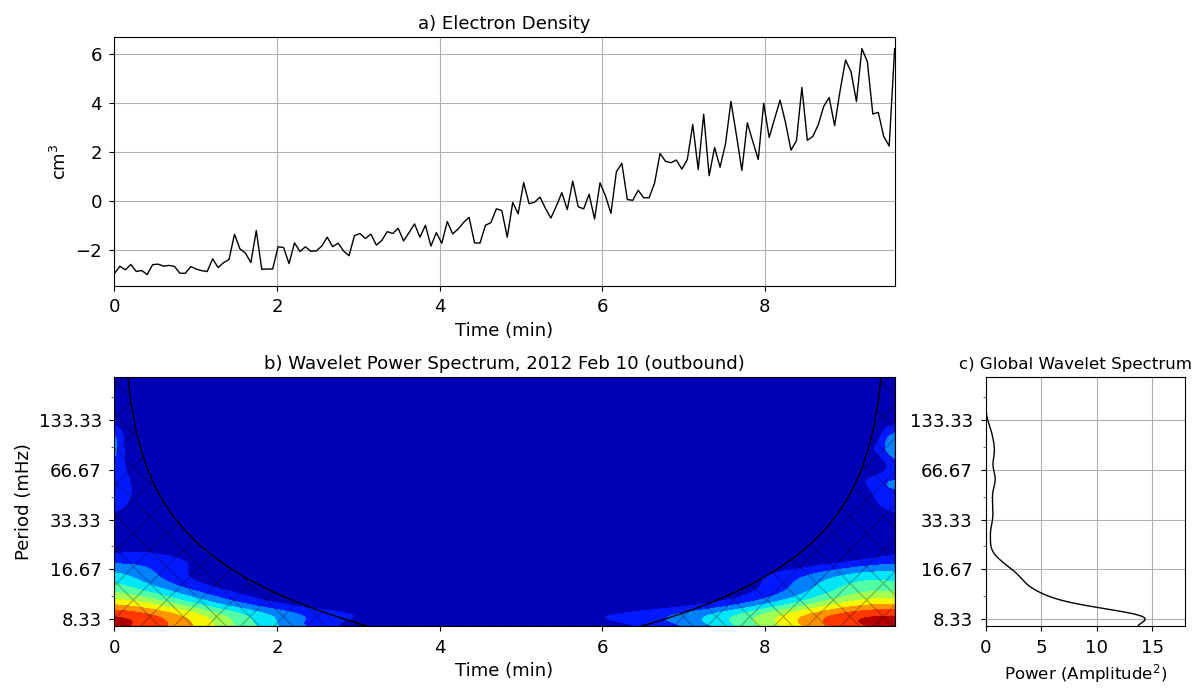 a) Electron Density
6
4
2
0
−2
cm³
0 2 4 6 8
Time (min)
b) Wavelet Power Spectrum, 2012 Feb 10 (outbound)
133.33
66.67
33.33
16.67
8.33
Period (mHz)
0 2 4 6 8
Time (min)
c) Global Wavelet Spectrum
133.33
66.67
33.33
16.67
8.33
0 5 10 15
Power (Amplitude²)